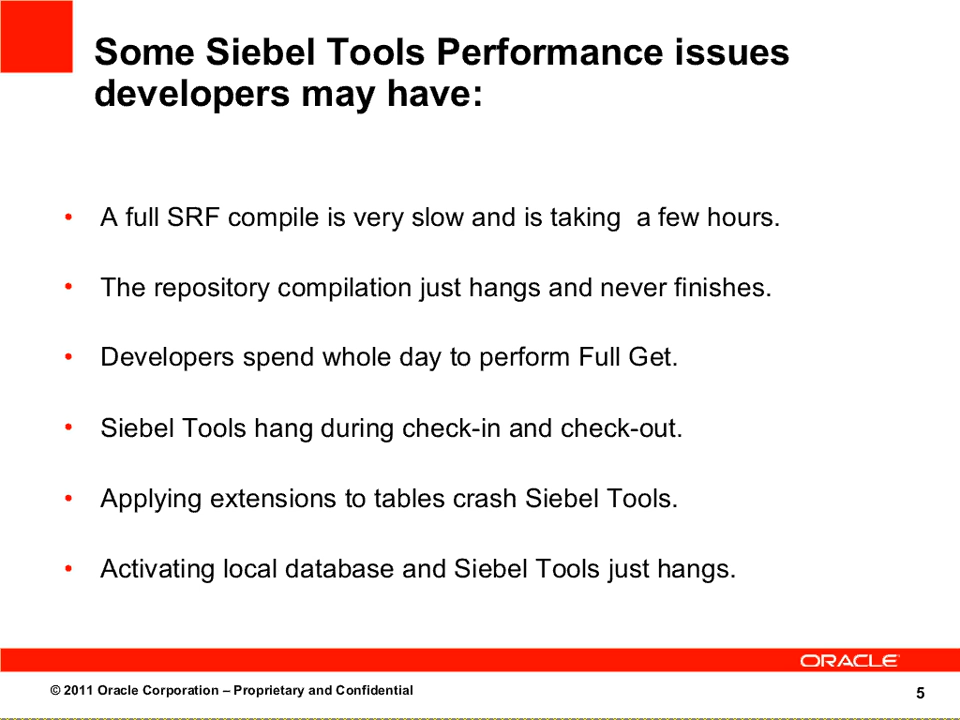 Some Siebel Tools Performance issues
developers may have:
• A full SRF compile is very slow and is taking  a few hours.
• The repository compilation just hangs and never finishes.
• Developers spend whole day to perform Full Get.
• Siebel Tools hang during check-in and check-out.
• Applying extensions to tables crash Siebel Tools.
• Activating local database and Siebel Tools just hangs.
ORACLE
© 2011 Oracle Corporation – Proprietary and Confidential
5